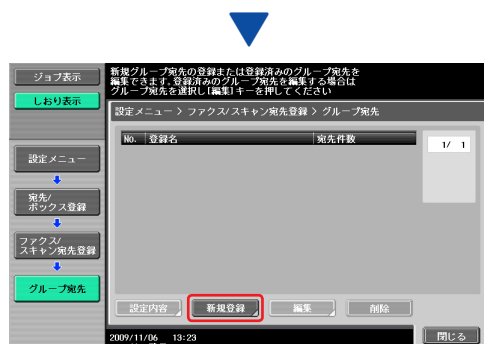 ジョブ表示
しおり表示
新規グループ宛先の登録または登録済みのグループ宛先を
編集できます。登録済みのグループ宛先を編集する場合は
グループ宛先を選択し[編集]キーを押してください
設定メニュー > ファクス/スキャン宛先登録 > グループ宛先
No. 登録名 宛先件数
1/ 1
設定メニュー
宛先/
ボックス登録
ファクス/
スキャン宛先登録
グループ宛先
設定内容 新規登録 編集 削除
2009/11/06 13:23
閉じる